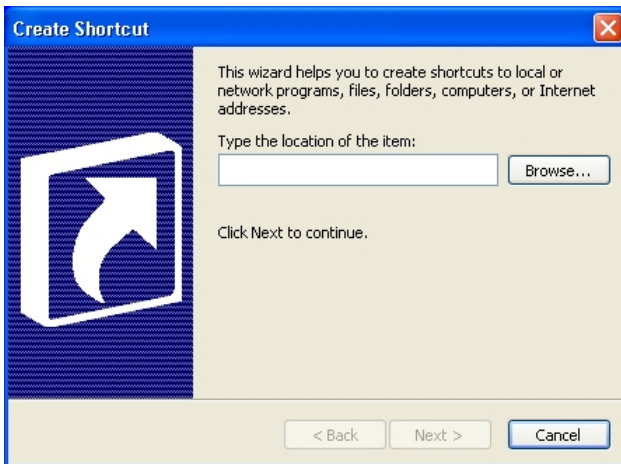 Create Shortcut
This wizard helps you to create shortcuts to local or
network programs, files, folders, computers, or Internet
addresses.
Type the location of the item:
Browse...
Click Next to continue.
< Back Next > Cancel